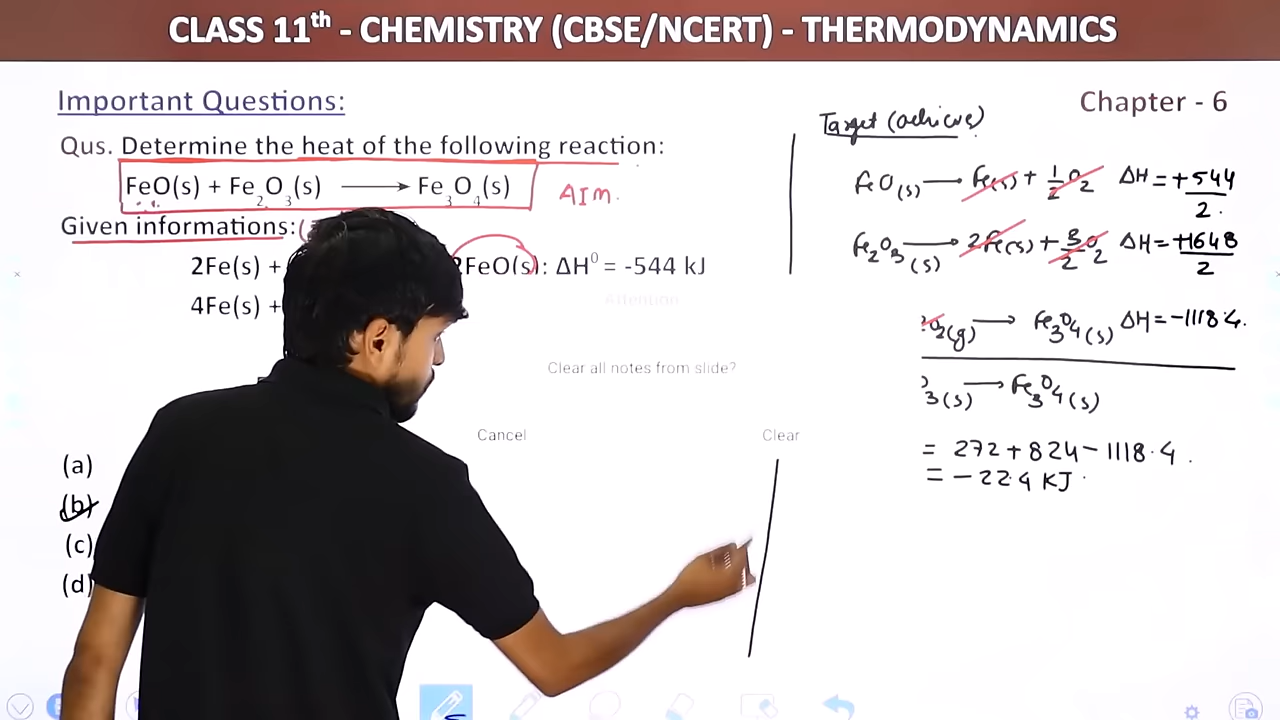 CLASS 11th - CHEMISTRY (CBSE/NCERT) - THERMODYNAMICS
Important Questions:
Chapter - 6
Qus. Determine the heat of the following reaction:
FeO(s) + Fe2O3(s) ⟶ Fe3O4(s) AIM.
Given informations:
2Fe(s) + 2FeO(s): ΔH0 = -544 kJ
4Fe(s) +
Attention
Clear all notes from slide?
Cancel Clear
(a)
(b)
(c)
(d)
Target (achieve)
FeO(s) ⟶ Fe(s) + 1/2 O2 ΔH = +544/2.
Fe2O3(s) ⟶ 2Fe(s) + 3/2 O2 ΔH = +1648/2
O2(g) ⟶ Fe3O4(s) ΔH = -1118.4.
3(s) ⟶ Fe3O4(s)
= 272 + 824 - 1118.4.
= -22.4 KJ.